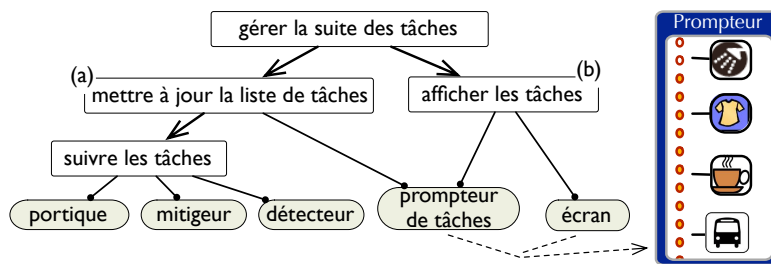 gérer la suite des tâches
(a)
mettre à jour la liste de tâches
(b)
afficher les tâches
suivre les tâches
portique
mitigeur
détecteur
prompteur
de tâches
écran
Prompteur